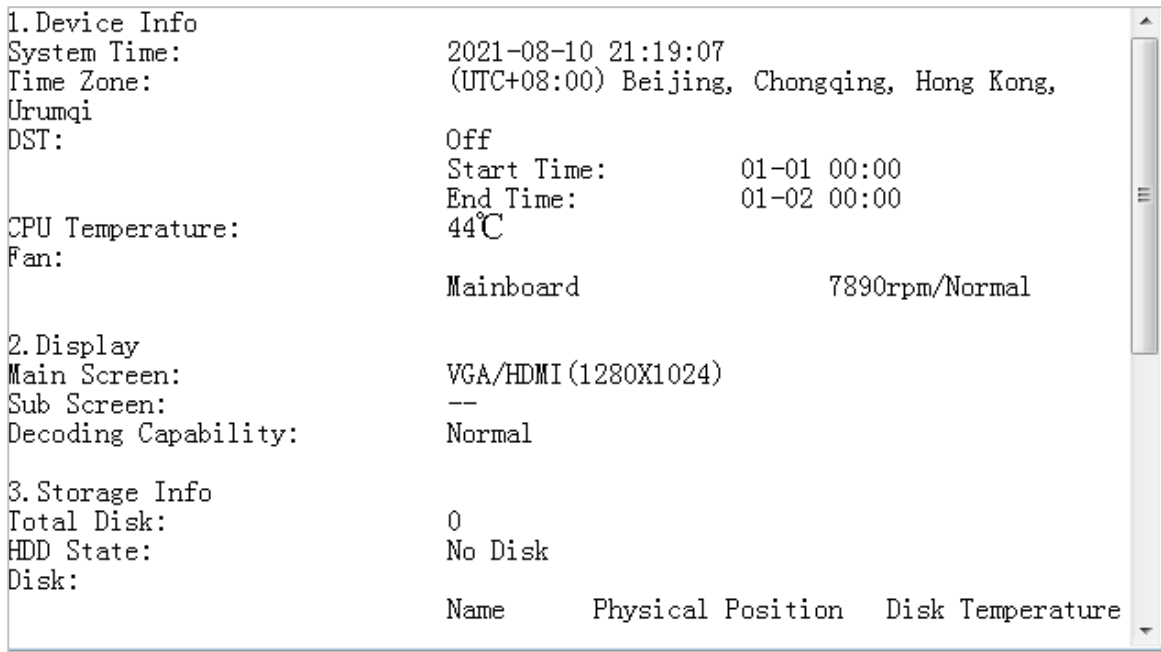 1.Device Info
System Time: 2021-08-10 21:19:07
Time Zone: (UTC+08:00) Beijing, Chongqing, Hong Kong,
Urumqi
DST: Off
Start Time: 01-01 00:00
End Time: 01-02 00:00
CPU Temperature: 44℃
Fan:
Mainboard 7890rpm/Normal
2.Display
Main Screen: VGA/HDMI(1280X1024)
Sub Screen: --
Decoding Capability: Normal
3.Storage Info
Total Disk: 0
HDD State: No Disk
Disk:
Name Physical Position Disk Temperature